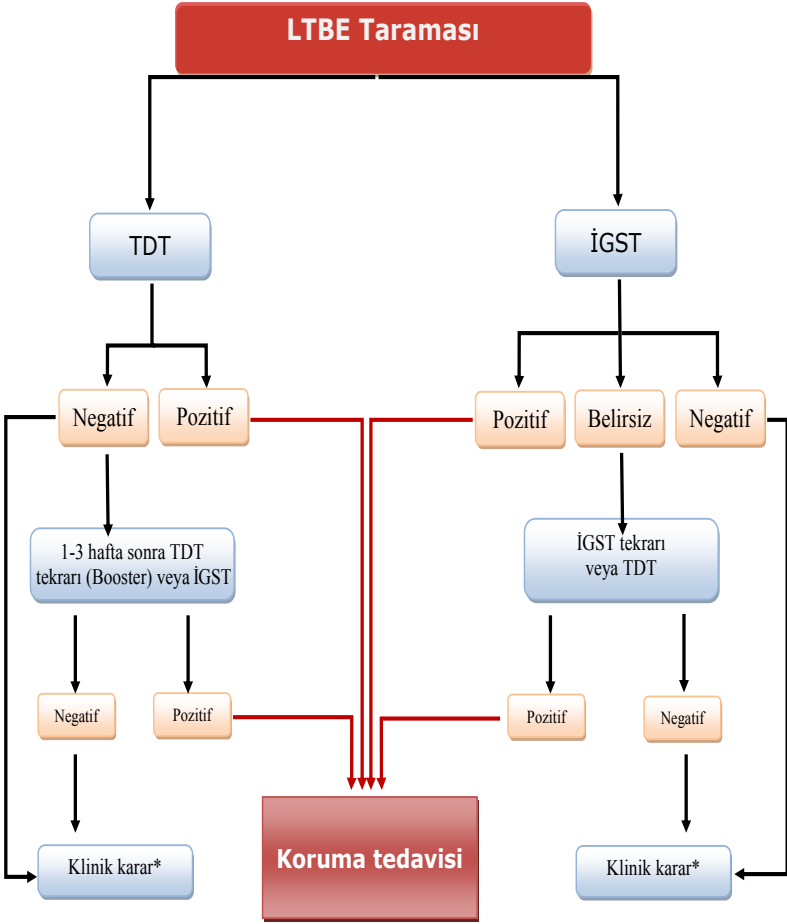 LTBE Taraması
TDT
İGST
Negatif
Pozitif
Pozitif
Belirsiz
Negatif
1-3 hafta sonra TDT
tekrarı (Booster) veya İGST
İGST tekrarı
veya TDT
Negatif
Pozitif
Pozitif
Negatif
Koruma tedavisi
Klinik karar*
Klinik karar*